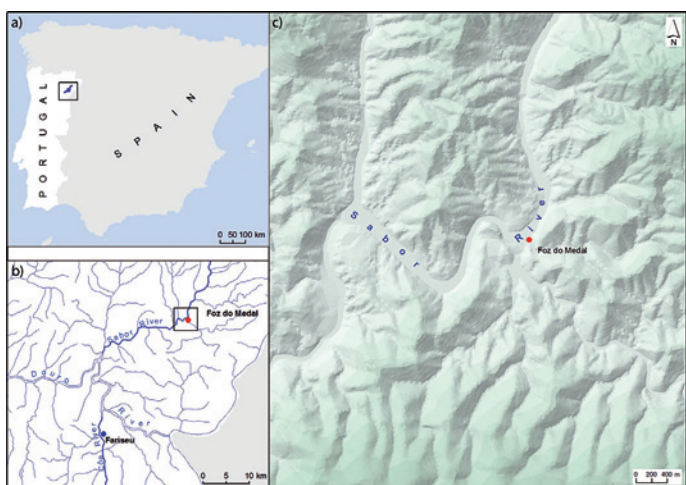 a)
PORTUGAL
SPAIN
0 50 100 km
b)
Foz do Medal
Sabor River
Douro
River
Fariseu
Côa River
0 5 10 km
c)
N
Sabor
River
Foz do Medal
0 200 400 m